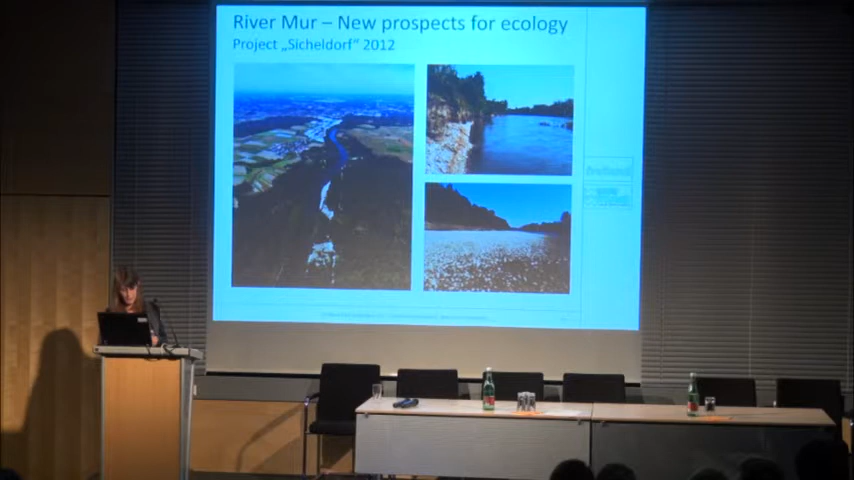 River Mur – New prospects for ecology
Project „Sicheldorf“ 2012